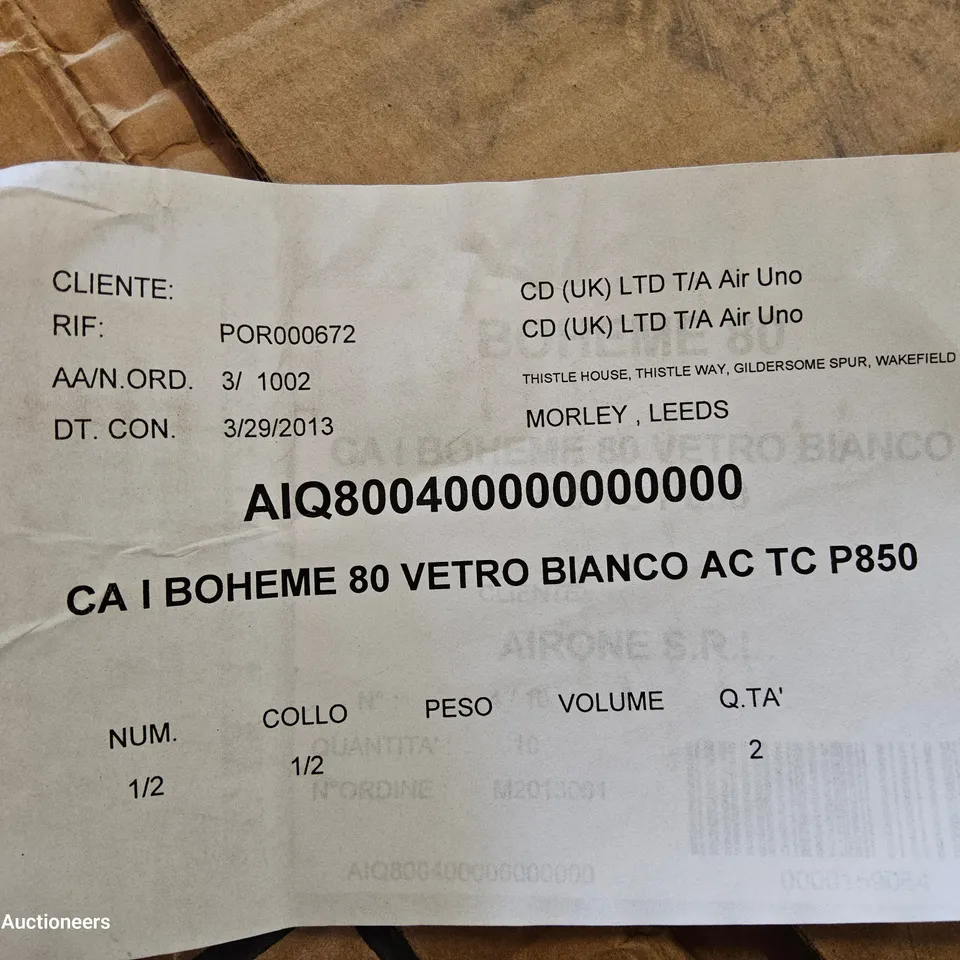 CLIENTE:
CD (UK) LTD T/A Air Uno
RIF: POR000672
CD (UK) LTD T/A Air Uno
AA/N.ORD. 3/ 1002
THISTLE HOUSE, THISTLE WAY, GILDERSOME SPUR, WAKEFIELD
DT. CON. 3/29/2013
MORLEY , LEEDS
AIQ800400000000000
CA I BOHEME 80 VETRO BIANCO AC TC P850
NUM. COLLO PESO VOLUME Q.TA'
1/2 1/2 2
BOHEME 80
CA I BOHEME 80 VETRO BIANCO
CLIENTE
AIRONE S.R.L.
N° : 1 / 10
QUANTITA' 10
N°ORDINE M2013061
AIQ800400000000000
Auctioneers